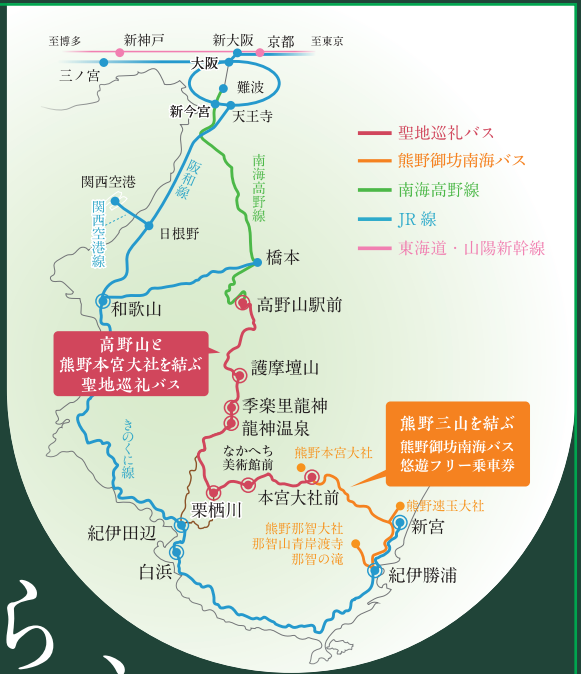 至博多
新神戸
新大阪
京都
至東京
三ノ宮
大阪
難波
新今宮
天王寺
聖地巡礼バス
熊野御坊南海バス
南海高野線
JR 線
東海道・山陽新幹線
阪和線
南海高野線
関西空港
関西空港線
日根野
橋本
和歌山
高野山駅前
高野山と
熊野本宮大社を結ぶ
聖地巡礼バス
護摩壇山
季楽里龍神
龍神温泉
きのくに線
なかへち
美術館前
熊野本宮大社
熊野三山を結ぶ
熊野御坊南海バス
悠遊フリー乗車券
栗栖川
本宮大社前
熊野速玉大社
新宮
紀伊田辺
熊野那智大社
那智山青岸渡寺
那智の滝
白浜
紀伊勝浦
ら、